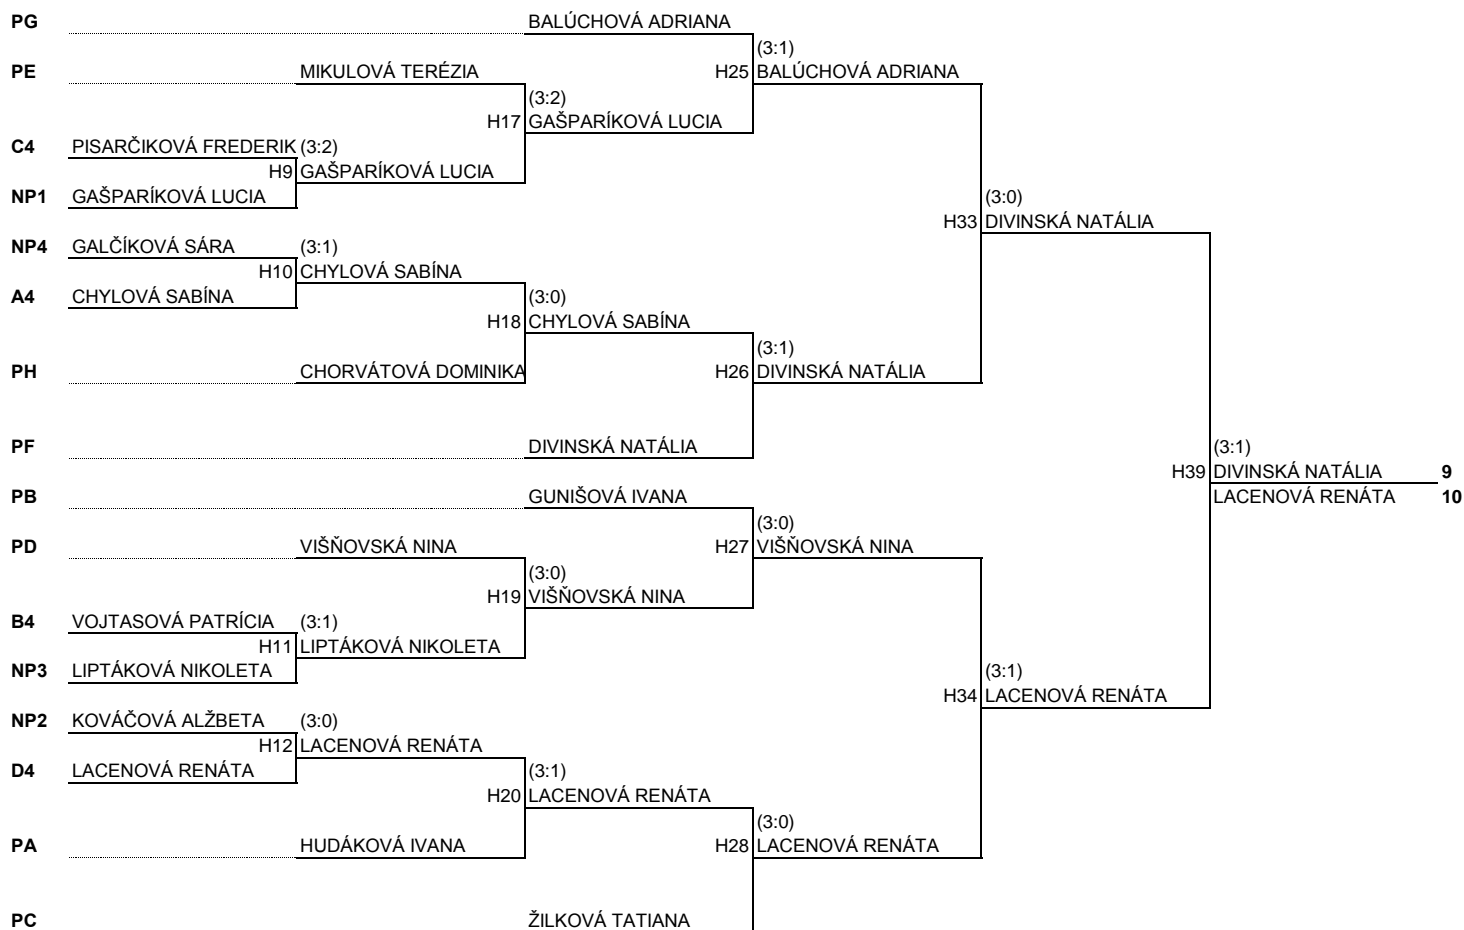 PG BALÚCHOVÁ ADRIANA
(3:1)
PE MIKULOVÁ TERÉZIA H25 BALÚCHOVÁ ADRIANA
(3:2)
H17 GAŠPARÍKOVÁ LUCIA
C4 PISARČIKOVÁ FREDERIK (3:2)
H9 GAŠPARÍKOVÁ LUCIA
NP1 GAŠPARÍKOVÁ LUCIA (3:0)
H33 DIVINSKÁ NATÁLIA
NP4 GALČÍKOVÁ SÁRA (3:1)
H10 CHYLOVÁ SABÍNA
A4 CHYLOVÁ SABÍNA (3:0)
H18 CHYLOVÁ SABÍNA
(3:1)
PH CHORVÁTOVÁ DOMINIKA H26 DIVINSKÁ NATÁLIA
PF DIVINSKÁ NATÁLIA (3:1)
H39 DIVINSKÁ NATÁLIA 9
PB GUNIŠOVÁ IVANA LACENOVÁ RENÁTA 10
(3:0)
PD VIŠŇOVSKÁ NINA H27 VIŠŇOVSKÁ NINA
(3:0)
H19 VIŠŇOVSKÁ NINA
B4 VOJTASOVÁ PATRÍCIA (3:1)
H11 LIPTÁKOVÁ NIKOLETA
NP3 LIPTÁKOVÁ NIKOLETA (3:1)
H34 LACENOVÁ RENÁTA
NP2 KOVÁČOVÁ ALŽBETA (3:0)
H12 LACENOVÁ RENÁTA
D4 LACENOVÁ RENÁTA (3:1)
H20 LACENOVÁ RENÁTA
(3:0)
PA HUDÁKOVÁ IVANA H28 LACENOVÁ RENÁTA
PC ŽILKOVÁ TATIANA